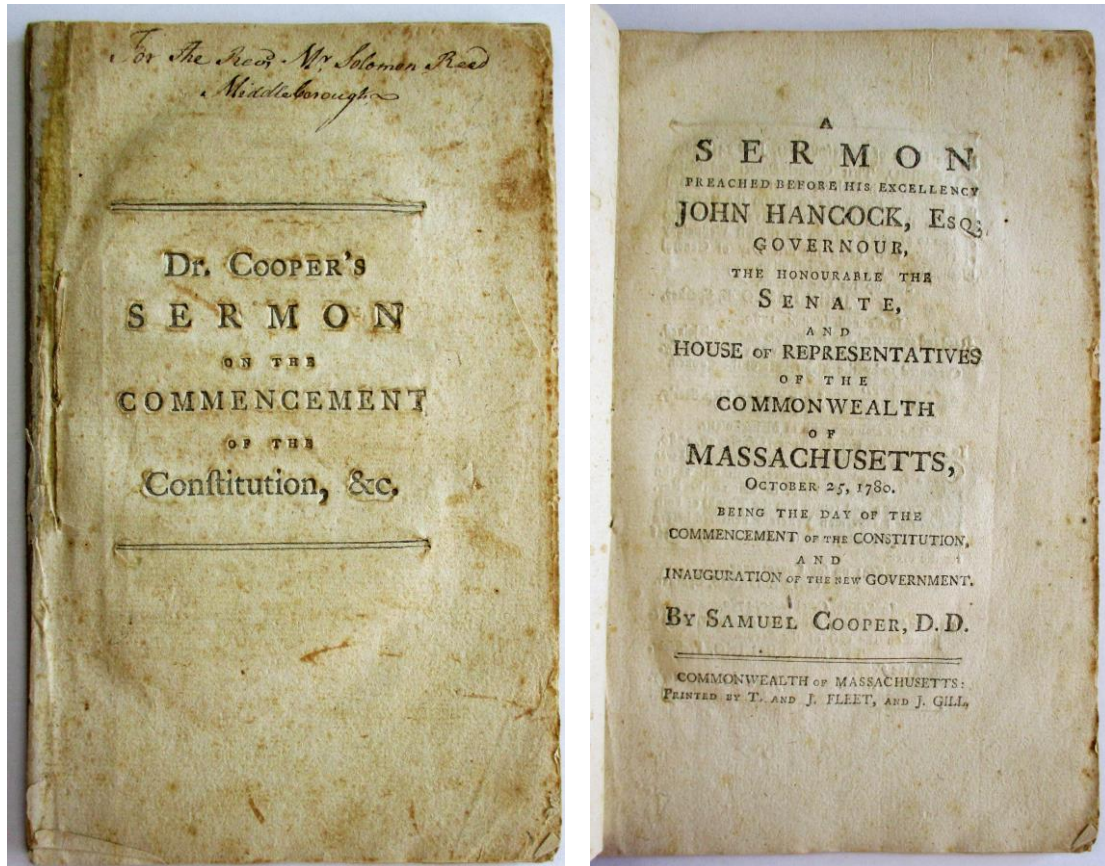 For the Revd Mr Solomon Reed
Middleborough
Dr. COOPER'S
SERMON
ON THE
COMMENCEMENT
OF THE
Conſtitution, &c.
A
SERMON
PREACHED BEFORE HIS EXCELLENCY
JOHN HANCOCK, Esq;
GOVERNOUR,
THE HONOURABLE THE
SENATE,
AND
HOUSE OF REPRESENTATIVES
OF THE
COMMONWEALTH
OF
MASSACHUSETTS,
OCTOBER 25, 1780.
BEING THE DAY OF THE
COMMENCEMENT OF THE CONSTITUTION,
AND
INAUGURATION OF THE NEW GOVERNMENT.
BY SAMUEL COOPER, D.D.
COMMONWEALTH OF MASSACHUSETTS:
PRINTED BY T. AND J. FLEET, AND J. GILL.